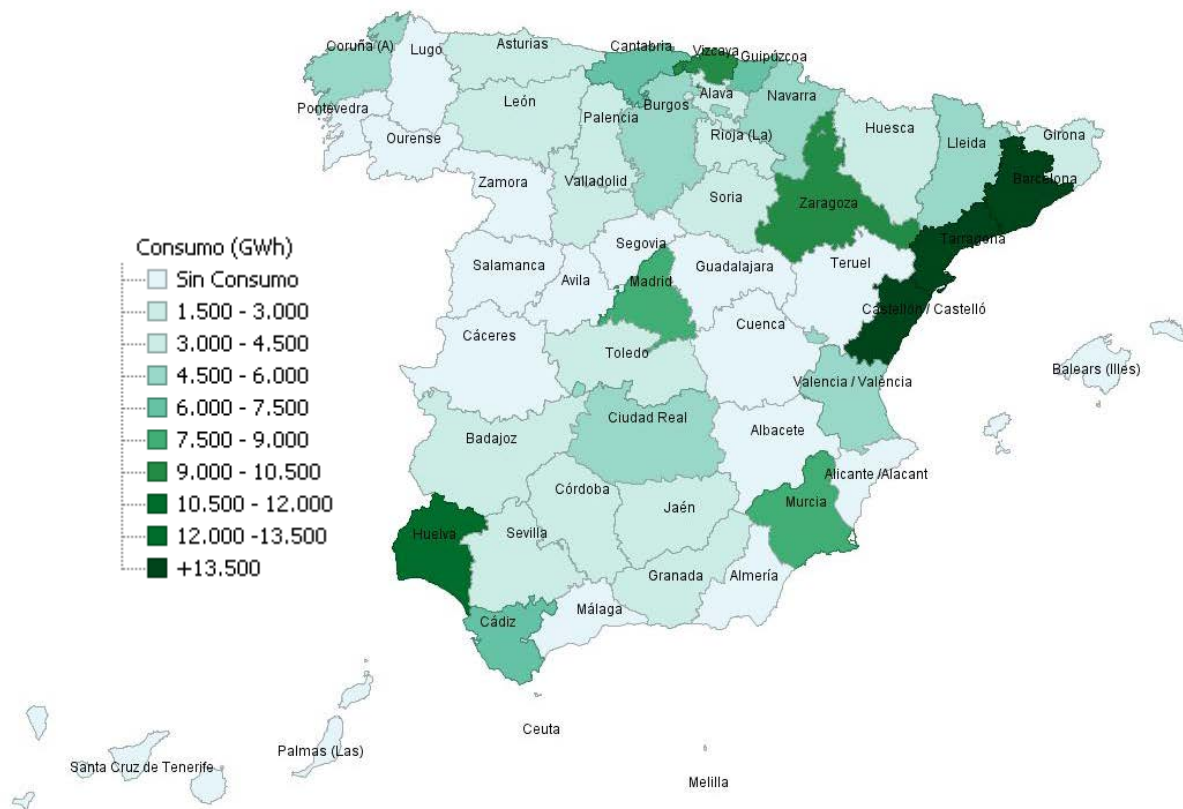 Coruña (A)
Lugo
Asturias
Cantabria
Vizcaya
Guipúzcoa
Pontevedra
Ourense
León
Palencia
Burgos
Alava
Navarra
Rioja (La)
Huesca
Lleida
Girona
Barcelona
Zamora
Valladolid
Soria
Zaragoza
Tarragona
Consumo (GWh)
Sin Consumo
1.500 - 3.000
3.000 - 4.500
4.500 - 6.000
6.000 - 7.500
7.500 - 9.000
9.000 - 10.500
10.500 - 12.000
12.000 -13.500
+13.500
Segovia
Salamanca
Avila
Madrid
Guadalajara
Teruel
Castellón / Castelló
Cáceres
Toledo
Cuenca
Valencia / València
Balears (Illes)
Badajoz
Ciudad Real
Albacete
Alicante /Alacant
Huelva
Sevilla
Córdoba
Jaén
Murcia
Cádiz
Málaga
Granada
Almería
Ceuta
Melilla
Palmas (Las)
Santa Cruz de Tenerife